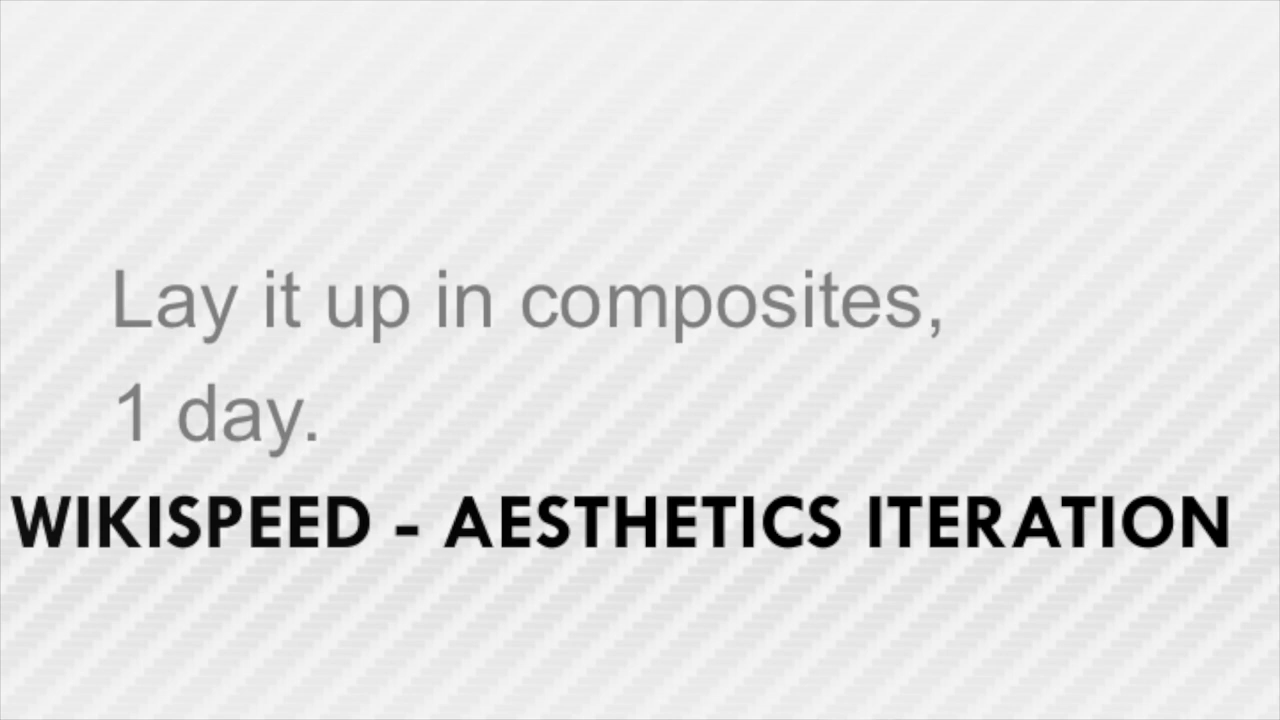 Lay it up in composites,
1 day.
WIKISPEED - AESTHETICS ITERATION